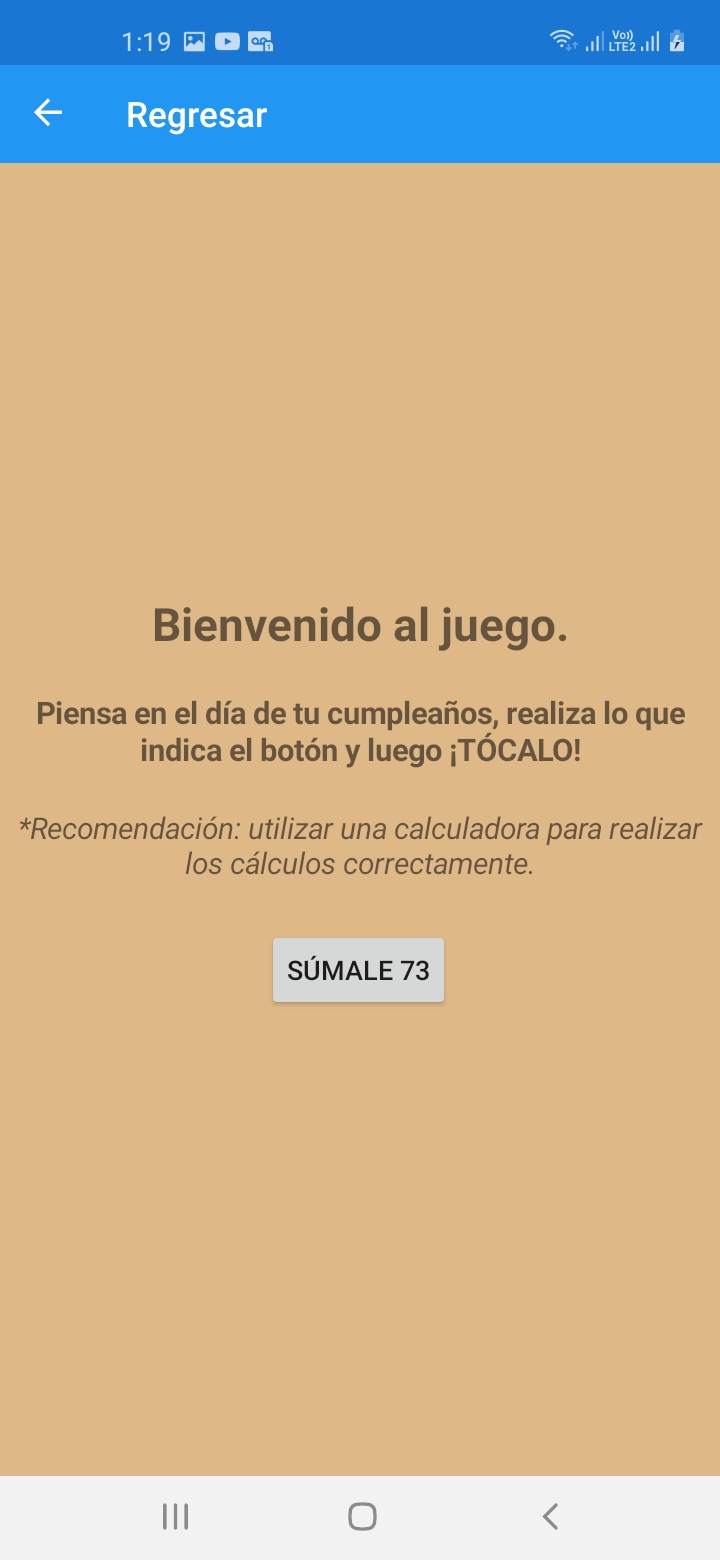 1:19
Vo))
LTE2
Regresar
Bienvenido al juego.
Piensa en el día de tu cumpleaños, realiza lo que
indica el botón y luego ¡TÓCALO!
*Recomendación: utilizar una calculadora para realizar
los cálculos correctamente.
SÚMALE 73